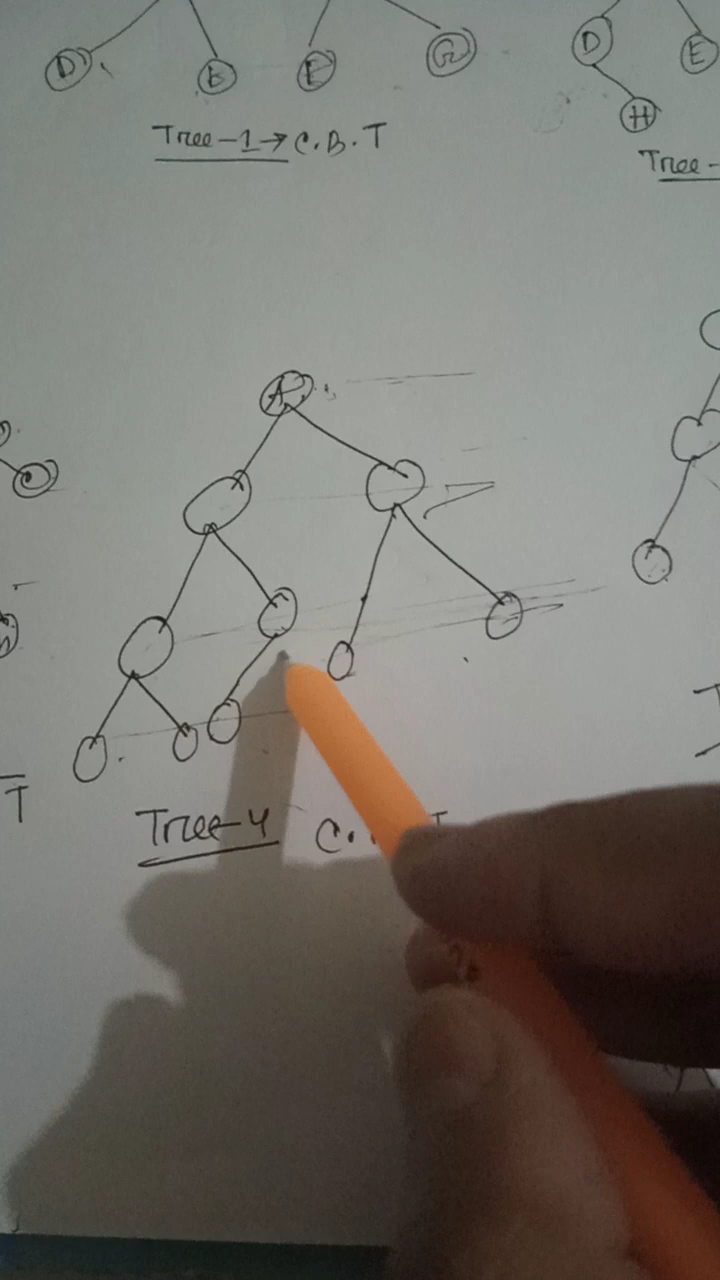 D E F G D E
H
Tree-1→ C.B.T
Tree-
A
T
Tree-4 C.